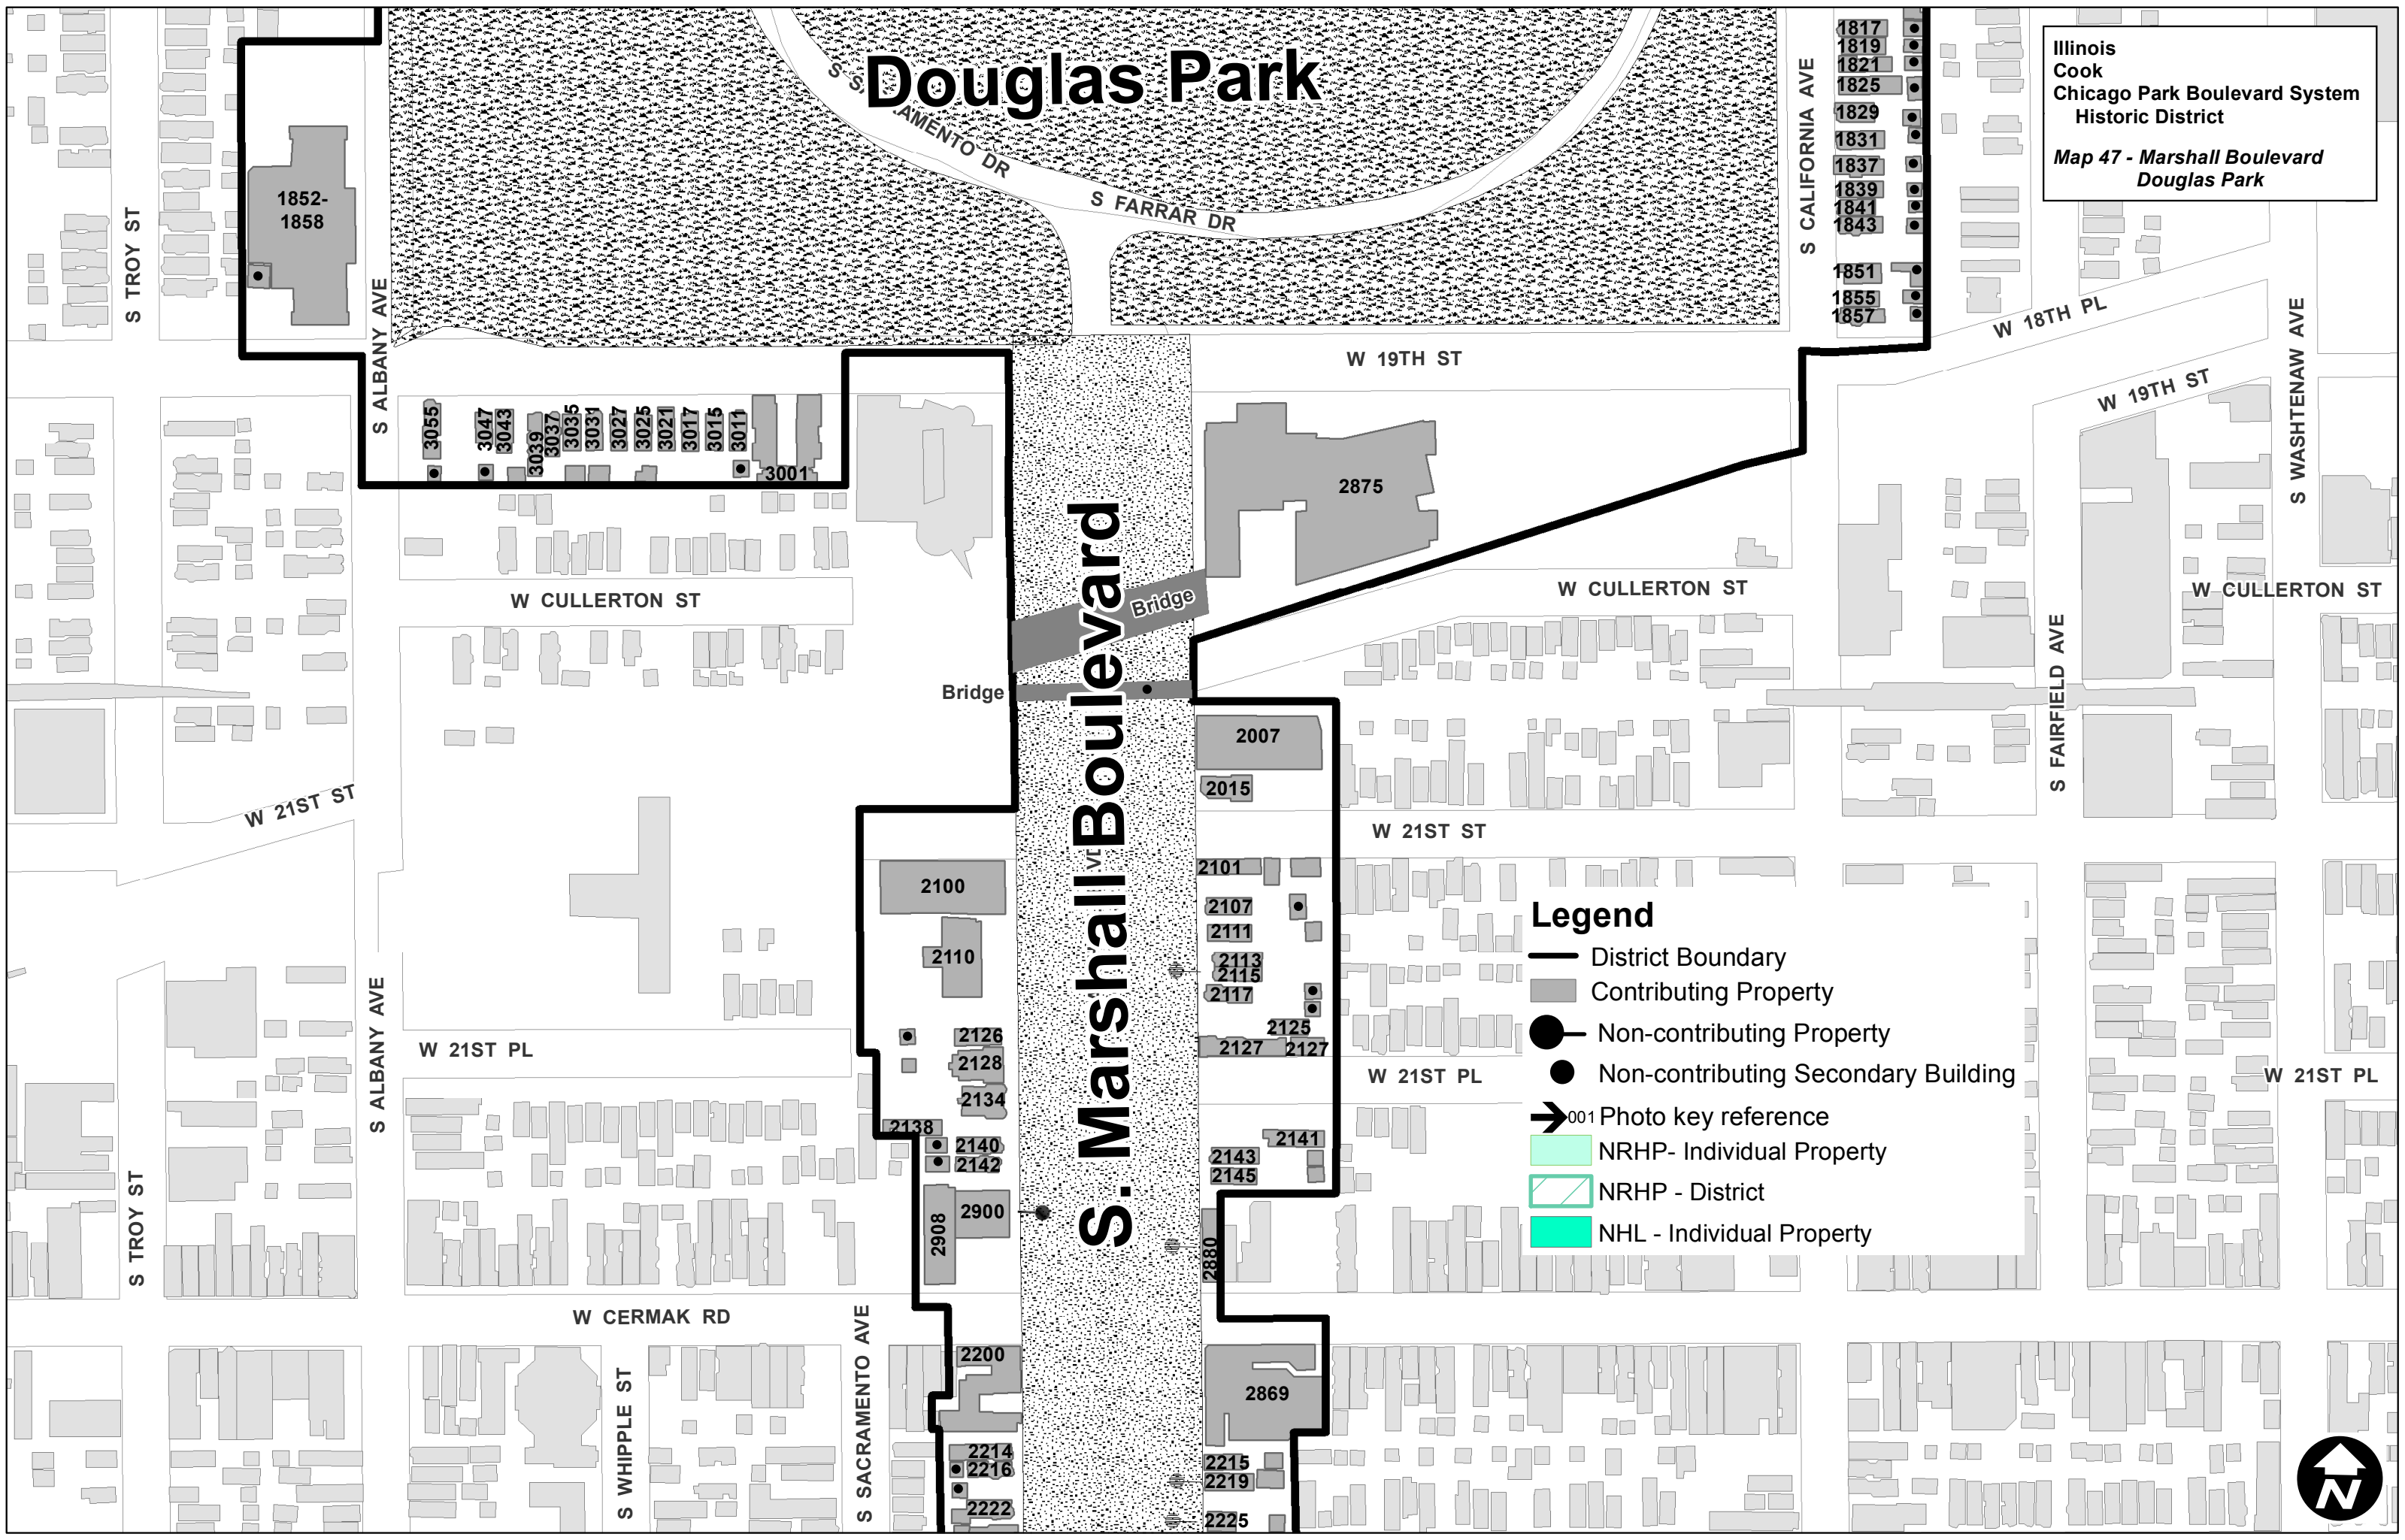 Douglas Park
Illinois
Cook
Chicago Park Boulevard System
Historic District
Map 47 - Marshall Boulevard
Douglas Park
1817
1819
1821
1825
1829
1831
1837
1839
1841
1843
1851
1855
1857
S CALIFORNIA AVE
S FARRAR DR
AMENTO DR
1852-
1858
S TROY ST
S ALBANY AVE
W 18TH PL
W 19TH ST
W 19TH ST
S WASHTENAW AVE
3055
3047
3043
3039
3037
3035
3031
3027
3025
3021
3017
3015
3011
3001
2875
S. Marshall Boulevard
Bridge
Bridge
W CULLERTON ST
W CULLERTON ST
W CULLERTON ST
S FAIRFIELD AVE
2007
2015
W 21ST ST
W 21ST ST
2100
2110
2101
2107
2111
2113
2115
2117
2125
2127
2127
2126
2128
2134
2138
2140
2142
2900
2908
W 21ST PL
W 21ST PL
W 21ST PL
2141
2143
2145
2880
S ALBANY AVE
S TROY ST
Legend
District Boundary
Contributing Property
Non-contributing Property
Non-contributing Secondary Building
001 Photo key reference
NRHP- Individual Property
NRHP - District
NHL - Individual Property
W CERMAK RD
S WHIPPLE ST
S SACRAMENTO AVE
2200
2214
2216
2222
2869
2215
2219
2225
N